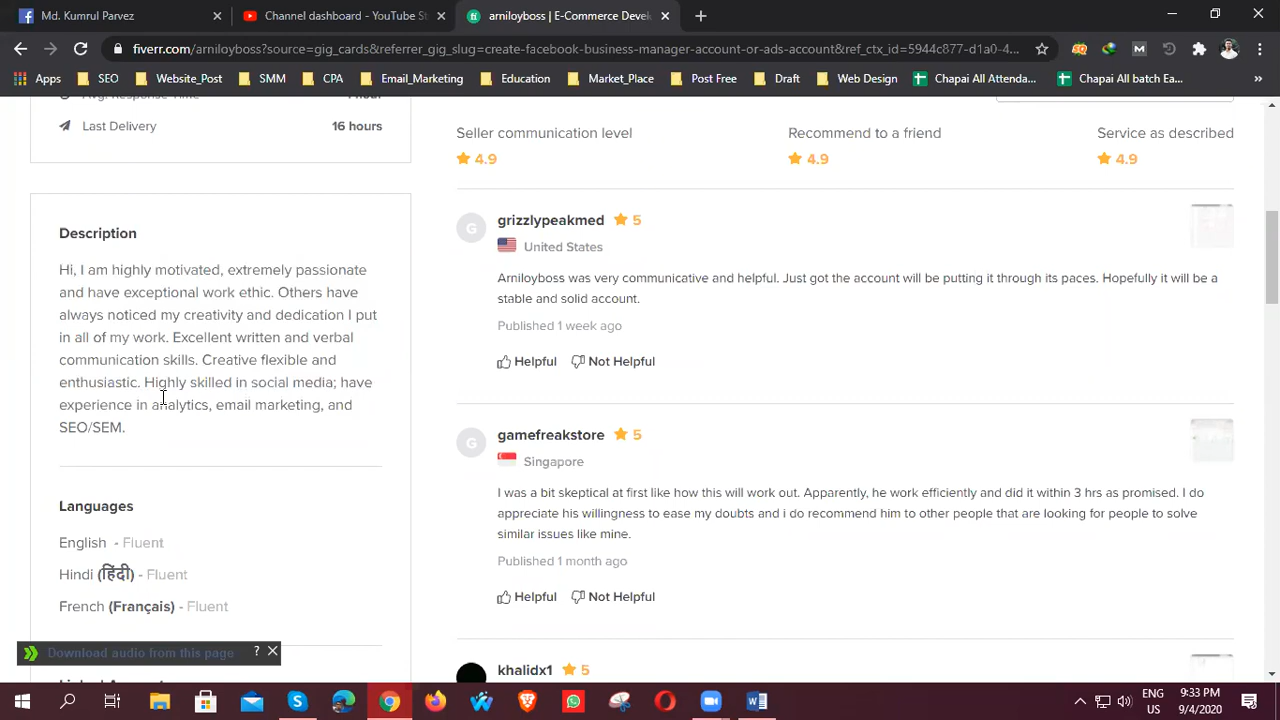 Md. Kumrul Parvez
Channel dashboard - YouTube St
arniloyboss | E-Commerce Devel
fiverr.com/arniloyboss?source=gig_cards&referrer_gig_slug=create-facebook-business-manager-account-or-ads-account&ref_ctx_id=5944c877-d1a0-4...
Apps
SEO
Website_Post
SMM
CPA
Email_Marketing
Education
Market_Place
Post Free
Draft
Web Design
Chapai All Attenda...
Chapai All batch Ea...
Avg. Response Time
1 hour
Last Delivery
16 hours
Seller communication level
4.9
Recommend to a friend
4.9
Service as described
4.9
Description
Hi, I am highly motivated, extremely passionate
and have exceptional work ethic. Others have
always noticed my creativity and dedication I put
in all of my work. Excellent written and verbal
communication skills. Creative flexible and
enthusiastic. Highly skilled in social media; have
experience in analytics, email marketing, and
SEO/SEM.
Languages
English - Fluent
Hindi (हिंदी) - Fluent
French (Français) - Fluent
G
grizzlypeakmed 5
United States
Arniloyboss was very communicative and helpful. Just got the account will be putting it through its paces. Hopefully it will be a
stable and solid account.
Published 1 week ago
Helpful
Not Helpful
G
gamefreakstore 5
Singapore
I was a bit skeptical at first like how this will work out. Apparently, he work efficiently and did it within 3 hrs as promised. I do
appreciate his willingness to ease my doubts and i do recommend him to other people that are looking for people to solve
similar issues like mine.
Published 1 month ago
Helpful
Not Helpful
khalidx1 5
Download audio from this page
?
ENG
US
9:33 PM
9/4/2020